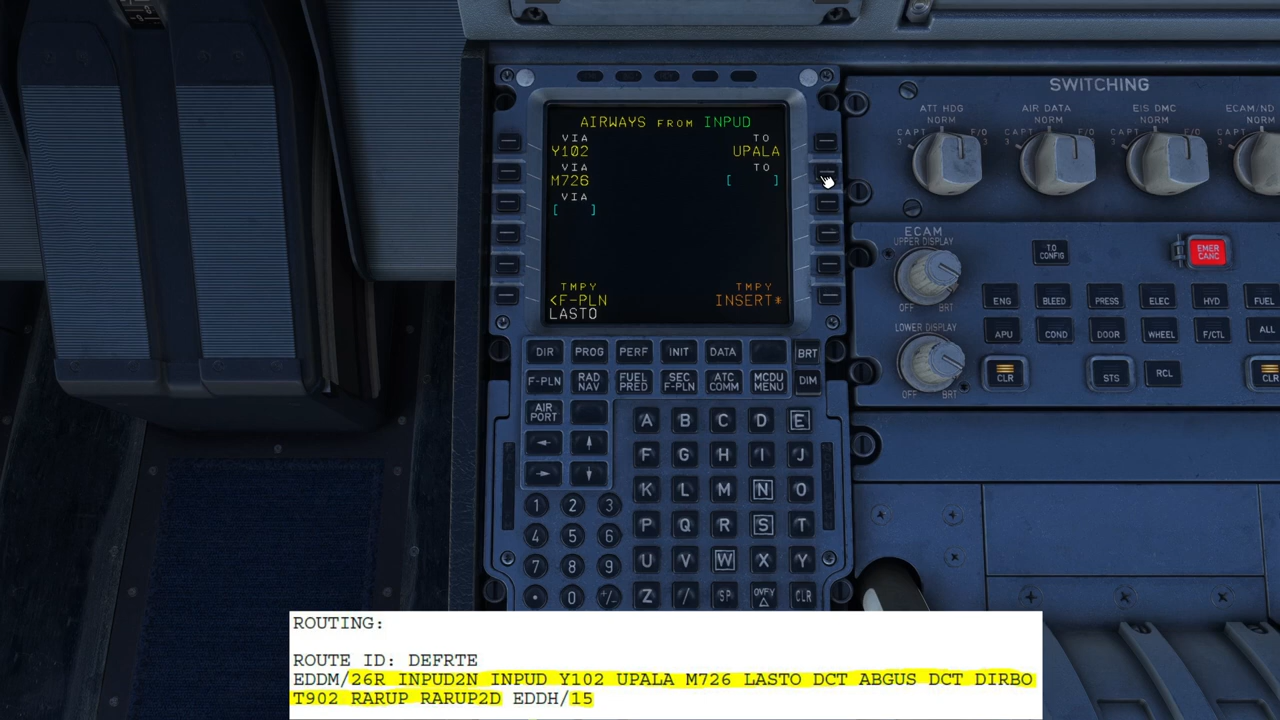 AIRWAYS FROM INPUD
VIA TO
Y102 UPALA
VIA TO
M726 [ ]
VIA
[ ]
TMPY TMPY
<F-PLN INSERT*
LASTO
DIR PROG PERF INIT DATA BRT
F-PLN RAD NAV FUEL PRED SEC F-PLN ATC COMM MCDU MENU DIM
AIR PORT
A B C D E
F G H I J
K L M N O
P Q R S T
U V W X Y
Z / SP OVFY △ CLR
1 2 3
4 5 6
7 8 9
• 0 +/-
SWITCHING
ATT HDG AIR DATA EIS DMC ECAM/ND
NORM NORM NORM NORM
CAPT 3 F/O 3 CAPT 3 F/O 3 CAPT 3 F/O 3 CAPT
ECAM
UPPER DISPLAY
OFF BRT
LOWER DISPLAY
OFF BRT
T.O CONFIG
EMER CANC
ENG BLEED PRESS ELEC HYD FUEL
APU COND DOOR WHEEL F/CTL ALL
CLR STS RCL CLR
ROUTING:
ROUTE ID: DEFRTE
EDDM/26R INPUD2N INPUD Y102 UPALA M726 LASTO DCT ABGUS DCT DIRBO
T902 RARUP RARUP2D EDDH/15